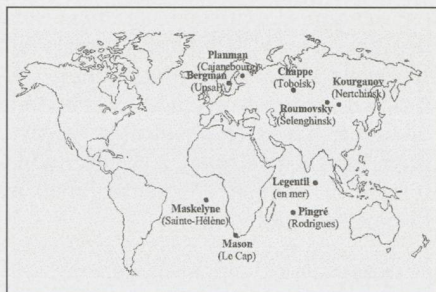 Planman
(Cajanebourg)
Bergman
(Upsal)
Chappe
(Tobolsk)
Kourganov
(Nertchinsk)
Roumovsky
(Selenghinsk)
Legentil
(en mer)
Maskelyne
(Sainte-Hélène)
Pingré
(Rodrigues)
Mason
(Le Cap)